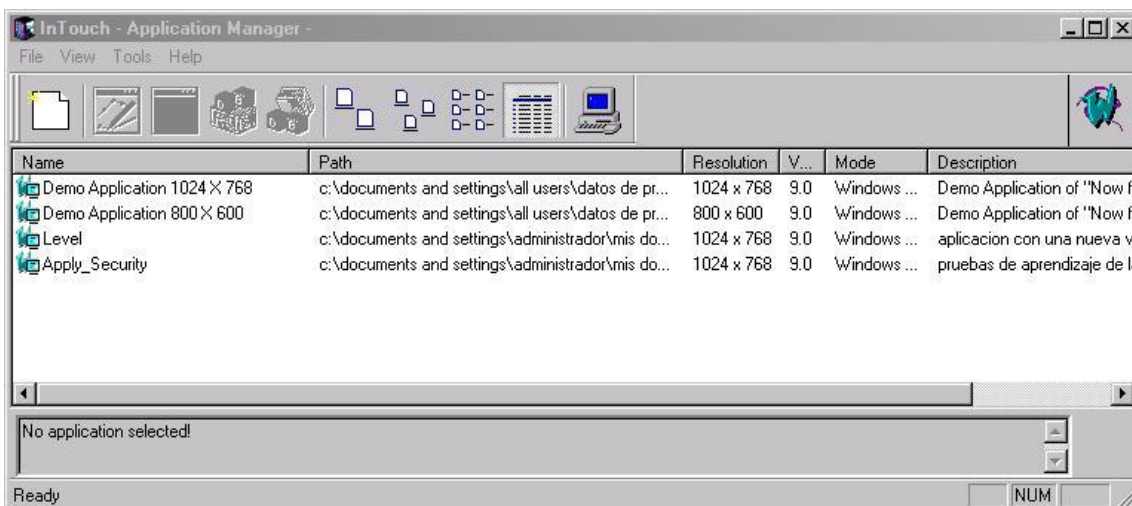 InTouch - Application Manager -
File View Tools Help
Name Path Resolution V... Mode Description
Demo Application 1024 X 768 c:\documents and settings\all users\datos de pr... 1024 x 768 9.0 Windows ... Demo Application of "Now f
Demo Application 800 X 600 c:\documents and settings\all users\datos de pr... 800 x 600 9.0 Windows ... Demo Application of "Now f
Level c:\documents and settings\administrador\mis do... 1024 x 768 9.0 Windows ... aplicacion con una nueva v
Apply_Security c:\documents and settings\administrador\mis do... 1024 x 768 9.0 Windows ... pruebas de aprendizaje de l
No application selected!
Ready NUM